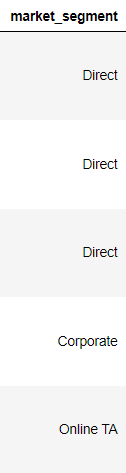 market_segment
Direct
Direct
Direct
Corporate
Online TA